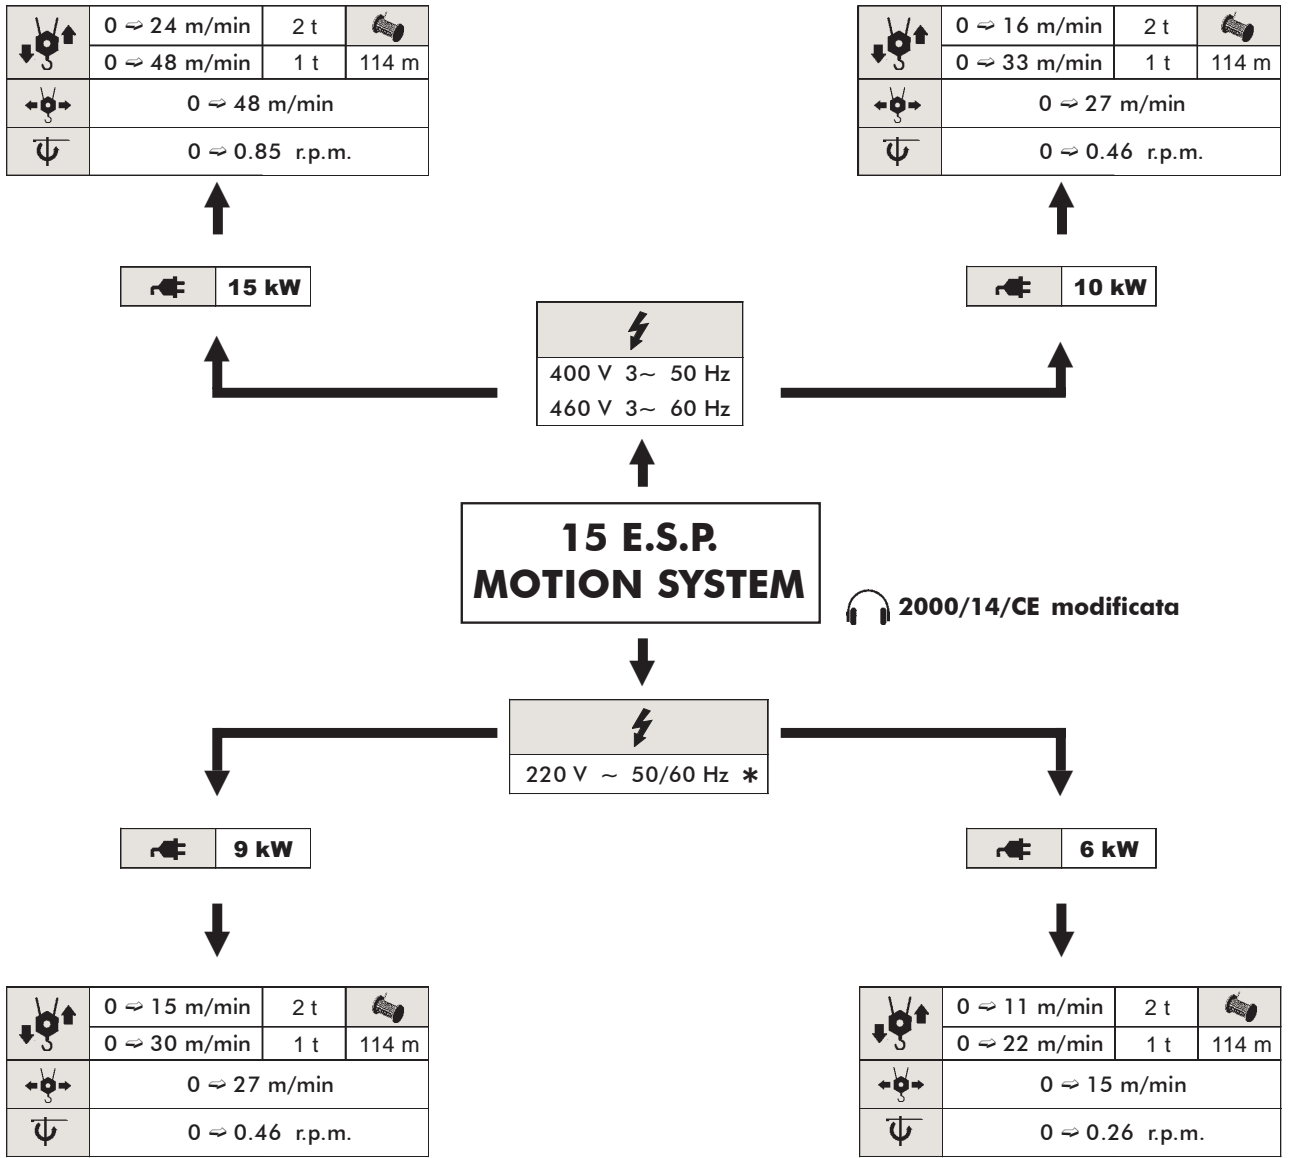 0 ➫ 24 m/min 2 t
0 ➫ 48 m/min 1 t 114 m
0 ➫ 48 m/min
0 ➫ 0.85 r.p.m.
0 ➫ 16 m/min 2 t
0 ➫ 33 m/min 1 t 114 m
0 ➫ 27 m/min
0 ➫ 0.46 r.p.m.
15 kW
10 kW
400 V 3~ 50 Hz
460 V 3~ 60 Hz
15 E.S.P.
MOTION SYSTEM
2000/14/CE modificata
220 V ~ 50/60 Hz *
9 kW
6 kW
0 ➫ 15 m/min 2 t
0 ➫ 30 m/min 1 t 114 m
0 ➫ 27 m/min
0 ➫ 0.46 r.p.m.
0 ➫ 11 m/min 2 t
0 ➫ 22 m/min 1 t 114 m
0 ➫ 15 m/min
0 ➫ 0.26 r.p.m.